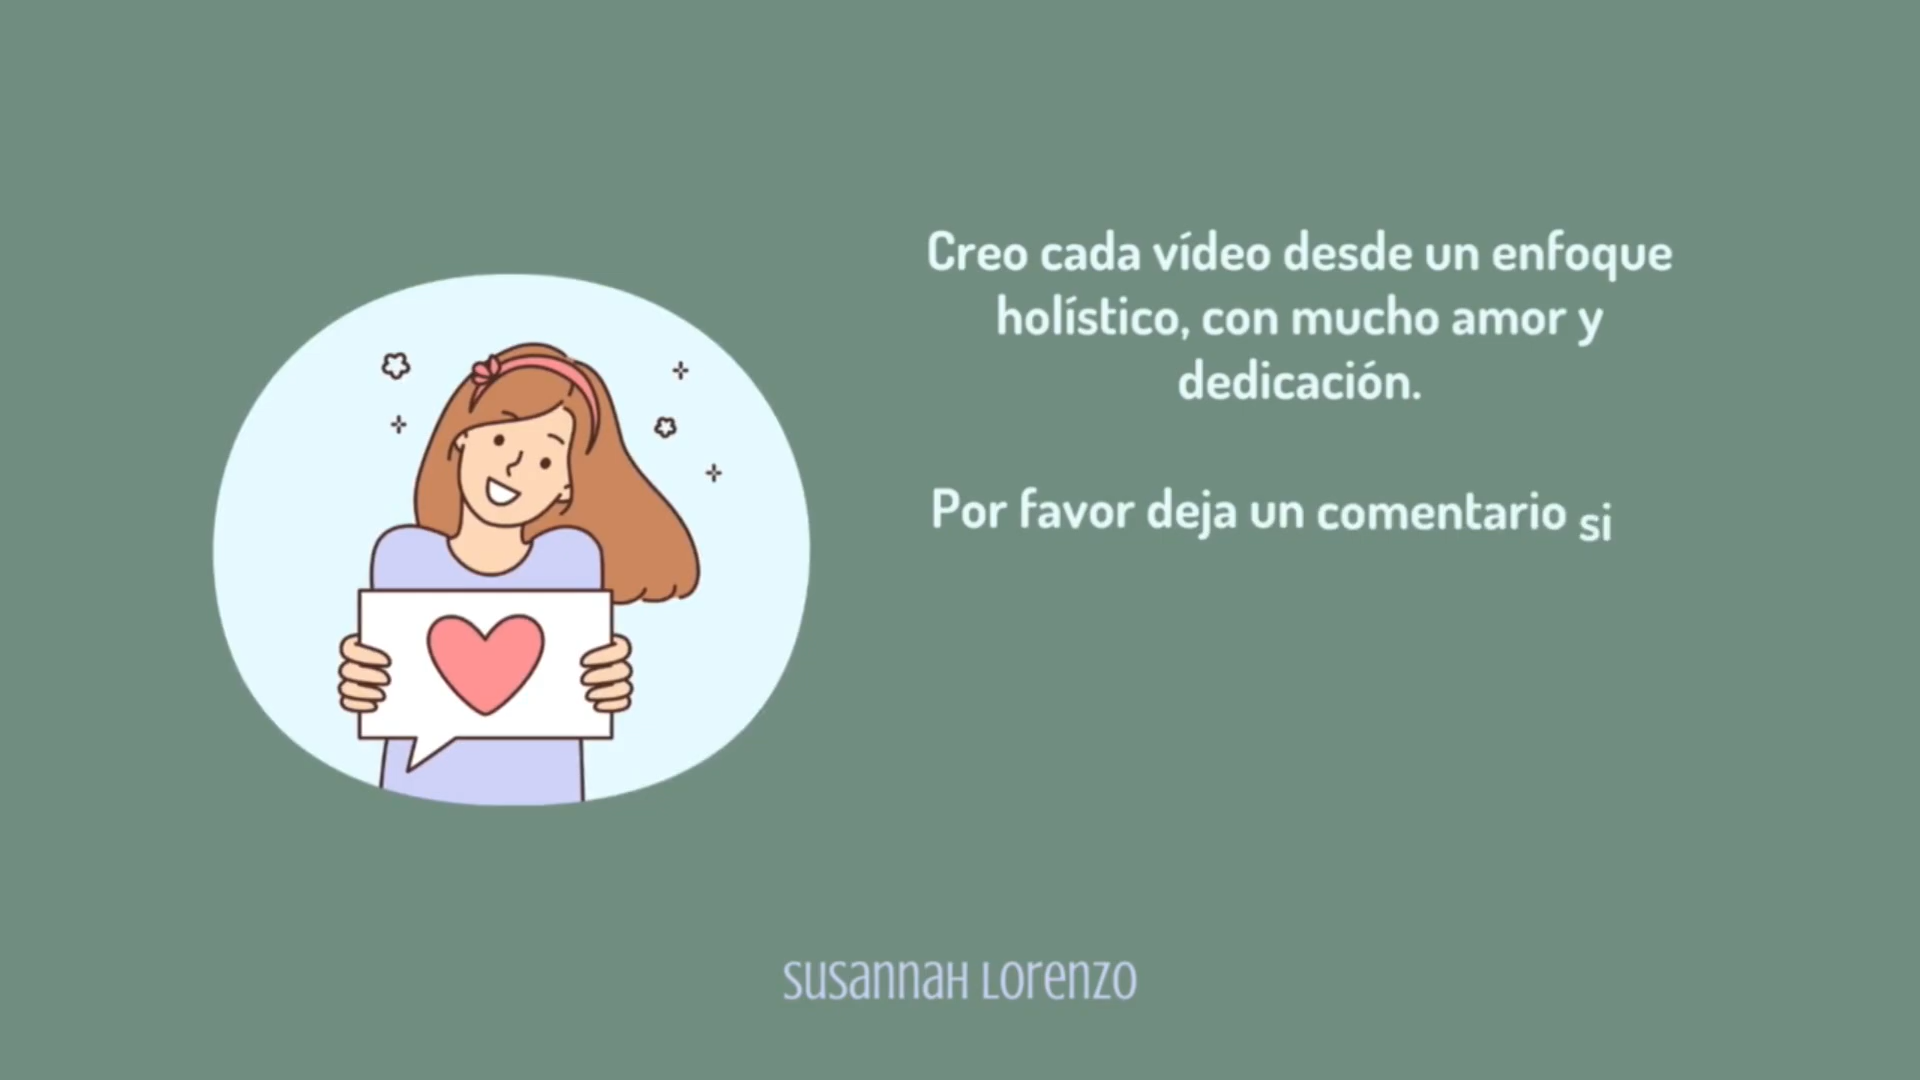 Creo cada vídeo desde un enfoque
holístico, con mucho amor y
dedicación.
Por favor deja un comentario si
susannah Lorenzo